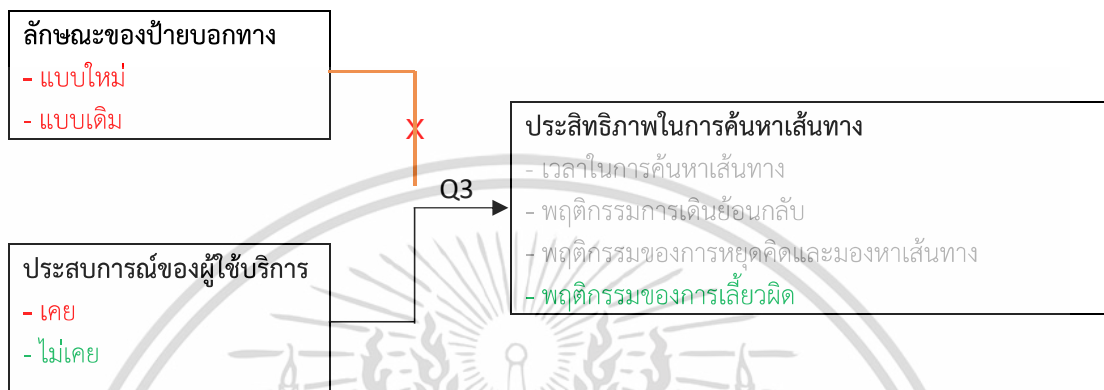 ลักษณะของป้ายบอกทาง
- แบบใหม่
- แบบเดิม
X
Q3
ประสิทธิภาพในการค้นหาเส้นทาง
- เวลาในการค้นหาเส้นทาง
- พฤติกรรมการเดินย้อนกลับ
- พฤติกรรมของการหยุดคิดและมองหาเส้นทาง
- พฤติกรรมของการเลี้ยวผิด
ประสบการณ์ของผู้ใช้บริการ
- เคย
- ไม่เคย